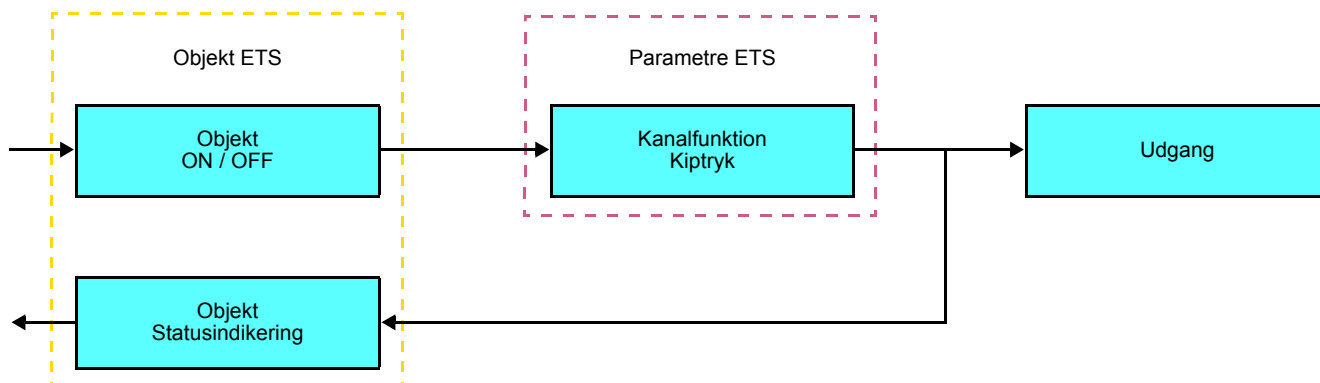 Objekt ETS
Parametre ETS
Objekt
ON / OFF
Kanalfunktion
Kiptryk
Udgang
Objekt
Statusindikering